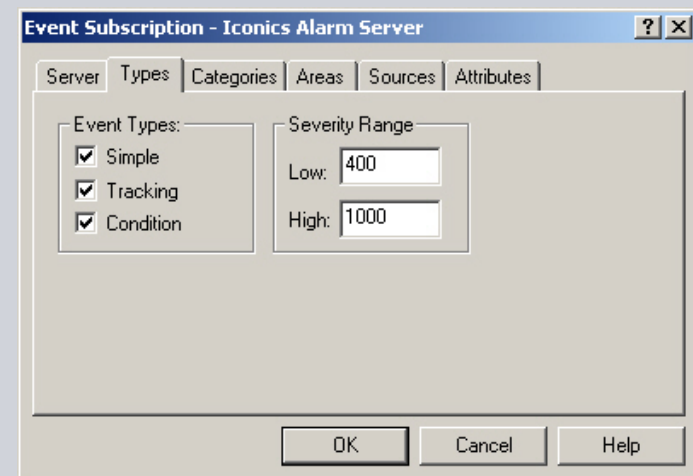 Event Subscription - Iconics Alarm Server
Server Types Categories Areas Sources Attributes
Event Types:
Simple
Tracking
Condition
Severity Range
Low: 400
High: 1000
OK Cancel Help